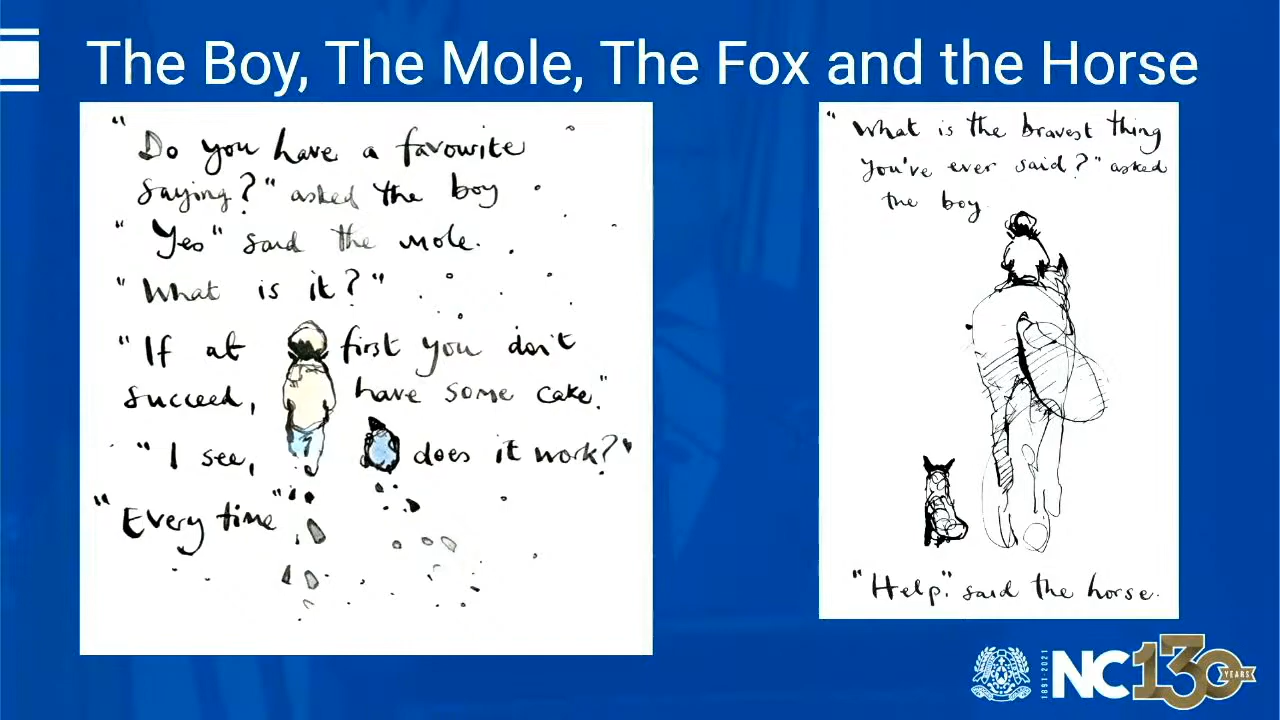 The Boy, The Mole, The Fox and the Horse
"Do you have a favourite
saying?" asked the boy
"Yes" said the mole.
"What is it?"
"If at first you don't
succeed, have some cake."
"I see, does it work?"
"Every time"
"What is the bravest thing
you've ever said?" asked
the boy
"Help." said the horse.
1891-2021
NC130
YEARS